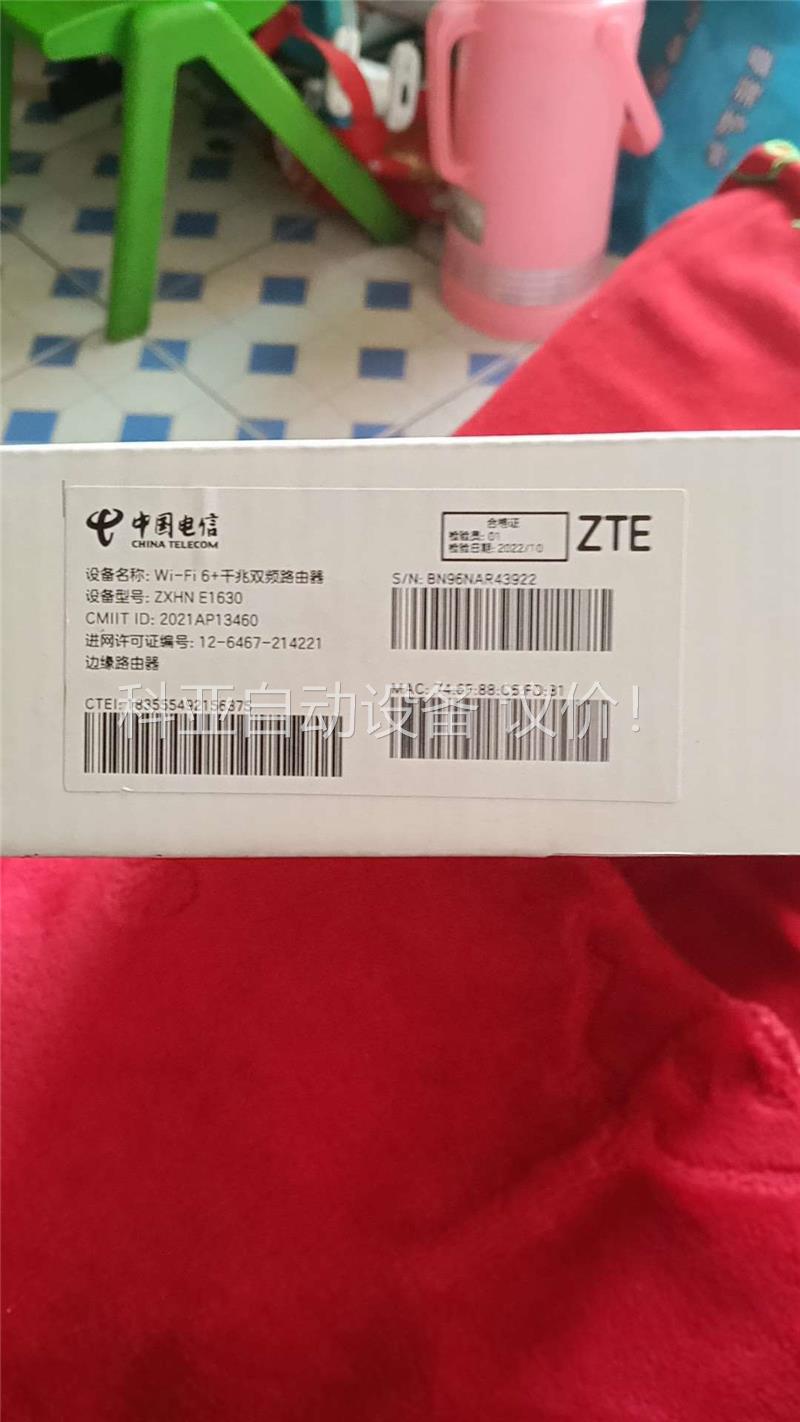 中国电信
CHINA TELECOM
合格证
检验员: 01
检验日期: 2022/10
ZTE
设备名称: Wi-Fi 6+千兆双频路由器
设备型号: ZXHN E1630
CMIIT ID: 2021AP13460
进网许可证编号: 12-6467-214221
边缘路由器
S/N: BN96NAR43922
MAC:
CTEI:
科亚自动设备 议价!